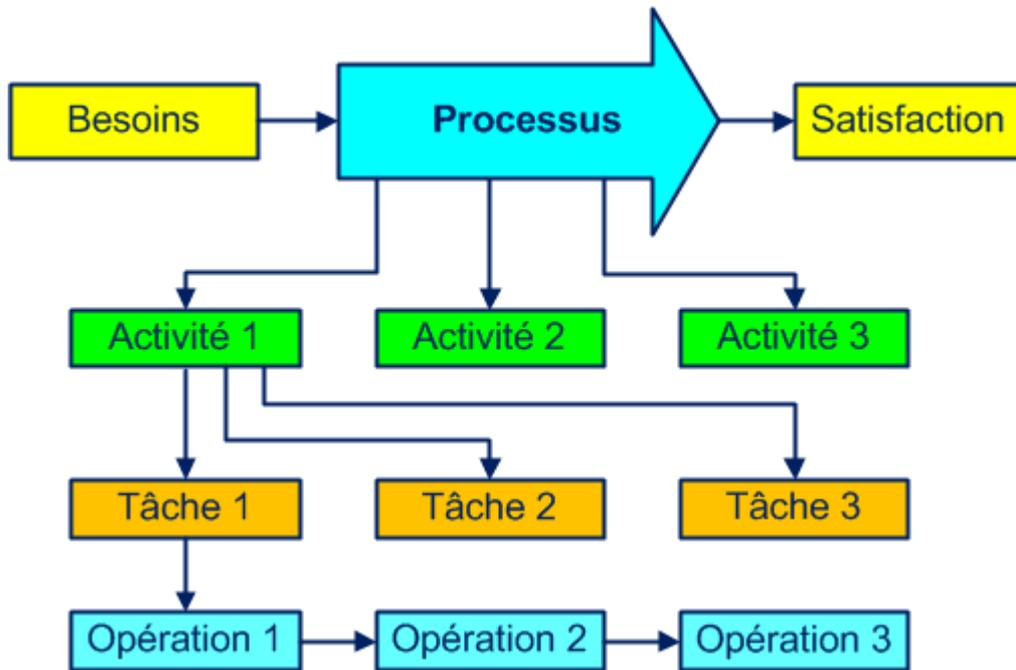 Besoins
Processus
Satisfaction
Activité 1
Activité 2
Activité 3
Tâche 1
Tâche 2
Tâche 3
Opération 1
Opération 2
Opération 3